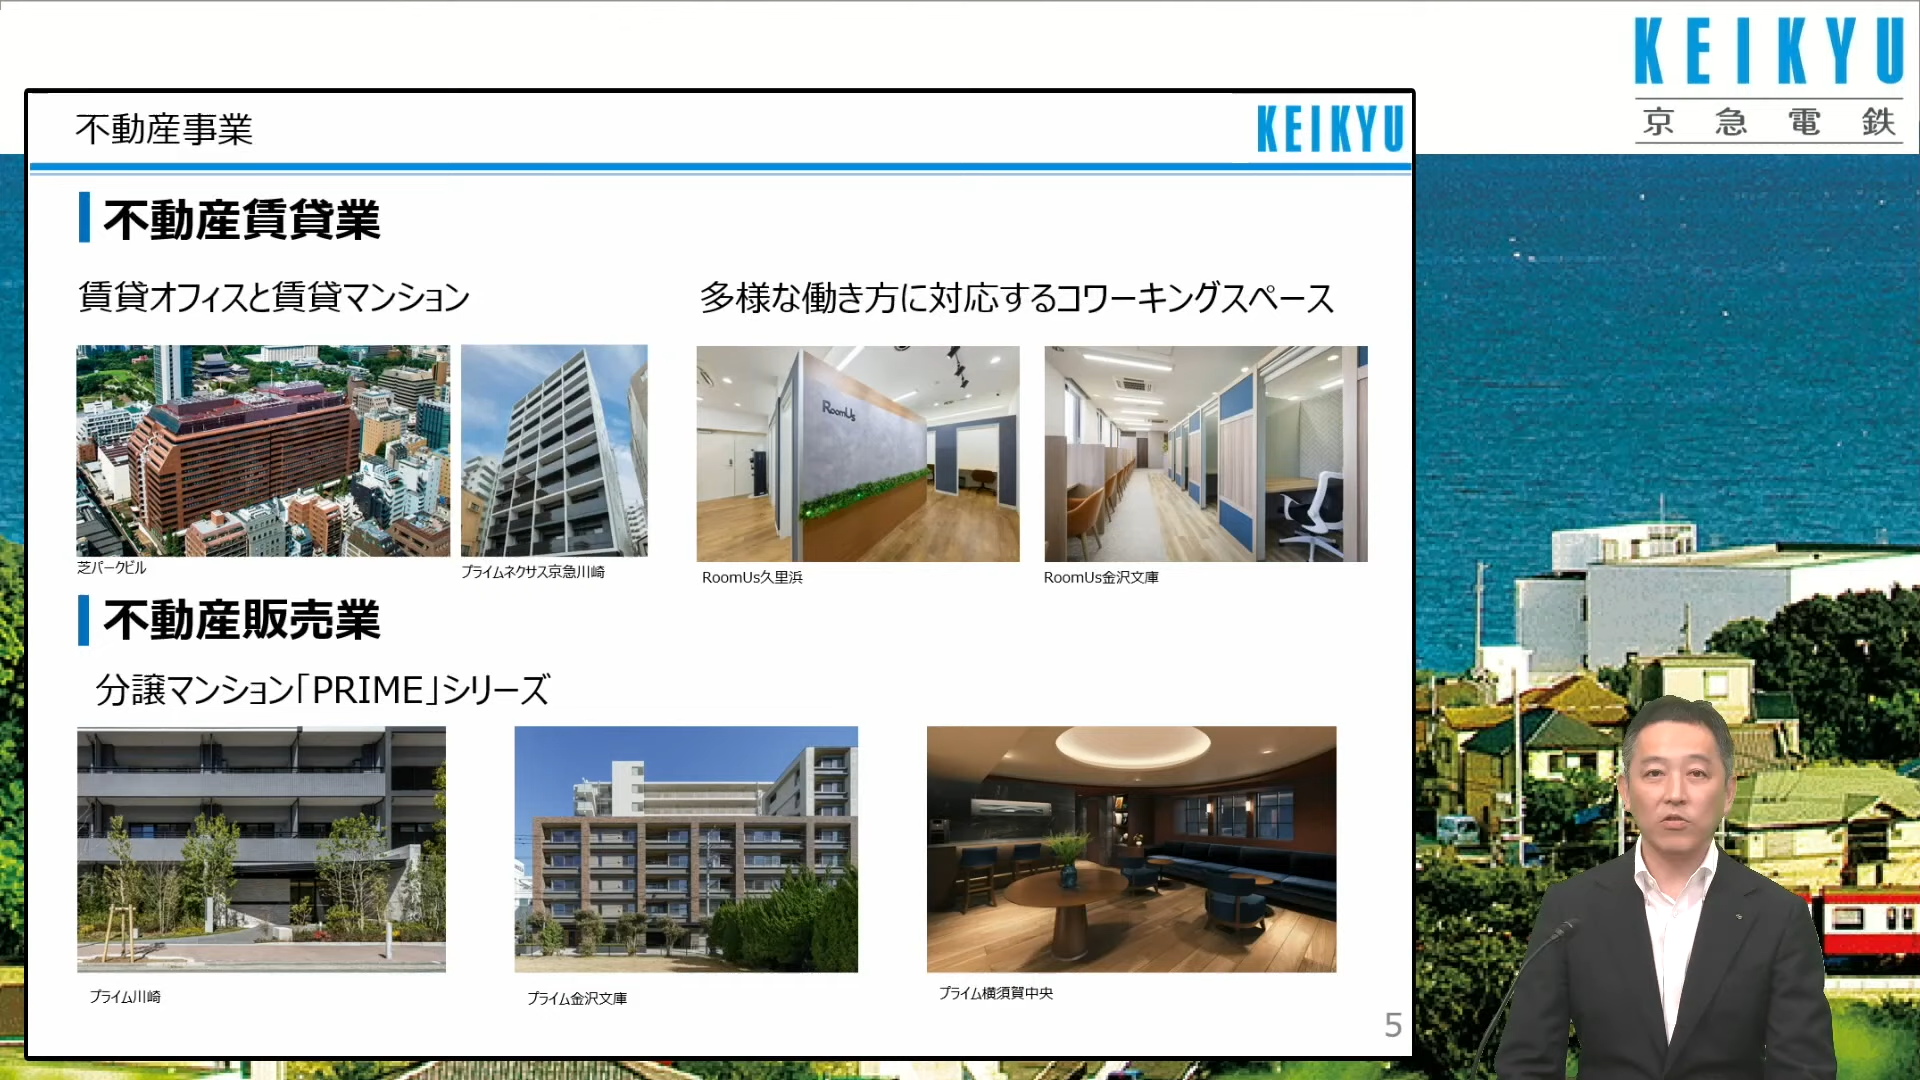 KEIKYU
京急電鉄
不動産事業
KEIKYU
不動産賃貸業
賃貸オフィスと賃貸マンション
多様な働き方に対応するコワーキングスペース
RoomUs
芝パークビル
プライムネクサス京急川崎
RoomUs久里浜
RoomUs金沢文庫
不動産販売業
分譲マンション「PRIME」シリーズ
プライム川崎
プライム金沢文庫
プライム横須賀中央
5